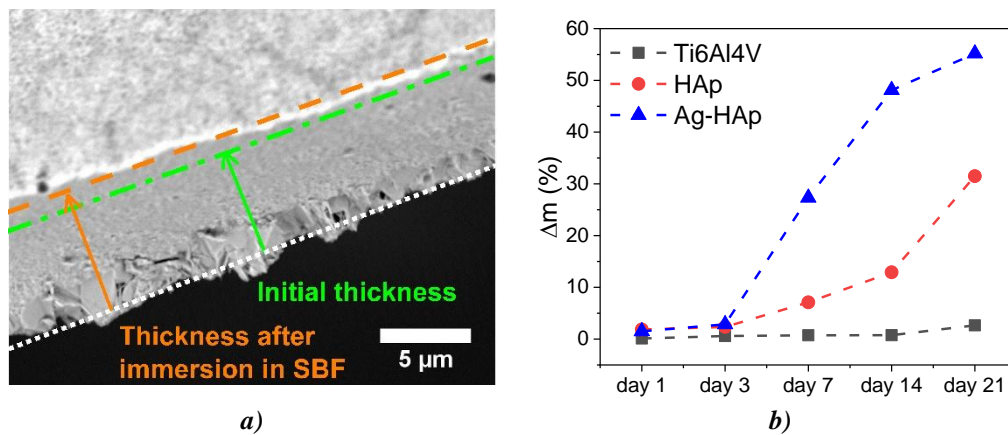 Initial thickness
Thickness after
immersion in SBF
5 µm
a)
60
50
40
30
20
10
0
Δm (%)
Ti6Al4V
HAp
Ag-HAp
day 1 day 3 day 7 day 14 day 21
b)